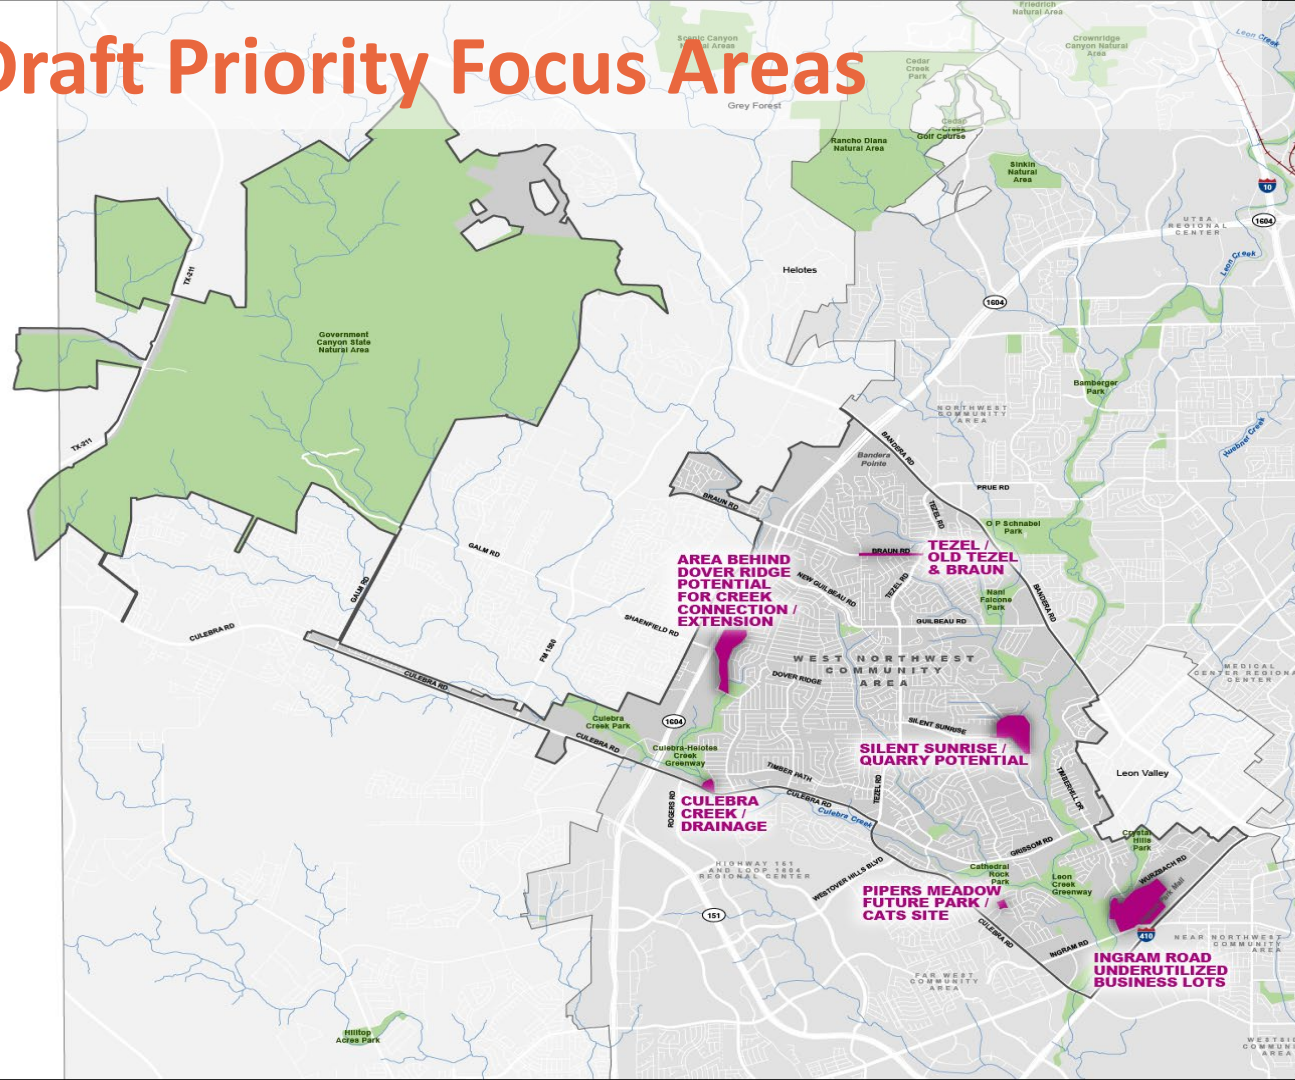 Draft Priority Focus Areas
Friedrich
Natural Area
Scenic Canyon
Natural Areas
Crownridge
Canyon Natural
Area
Leon Creek
Cedar
Creek
Park
Grey Forest
Cedar
Creek
Golf Course
Rancho Diana
Natural Area
Sinkin
Natural
Area
10
1604
UTSA
REGIONAL
CENTER
Leon Creek
TX-211
Helotes
1604
Government
Canyon State
Natural Area
Bamberger
Park
NORTHWEST
COMMUNITY
AREA
Huebner Creek
TX-211
BANDERA RD
Bandera
Pointe
PRUE RD
BRAUN RD
TEZEL RD
O P Schnabel
Park
GALM RD
BRAUN RD
TEZEL /
OLD TEZEL
& BRAUN
AREA BEHIND
DOVER RIDGE
POTENTIAL
FOR CREEK
CONNECTION /
EXTENSION
NEW GUILBEAU RD
TEZEL RD
Nani
Falcone
Park
BANDERA RD
GALM RD
GUILBEAU RD
CULEBRA RD
SHAENFIELD RD
FM 1560
WEST NORTHWEST
COMMUNITY
AREA
DOVER RIDGE
MEDICAL
CENTER REGIONA
CENTER
CULEBRA RD
Culebra
Creek Park
1604
SILENT SUNRISE
CULEBRA RD
Culebra-Helotes
Creek
Greenway
SILENT SUNRISE /
QUARRY POTENTIAL
TIMBER PATH
Leon Valley
TIMBERHILL DR
TEZEL RD
CULEBRA RD
ROGERS RD
CULEBRA
CREEK /
DRAINAGE
Culebra Creek
Crystal
Hills
Park
GRISSOM RD
HIGHWAY 151
AND LOOP 1604
REGIONAL CENTER
WESTOVER HILLS BLVD
Cathedral
Rock
Park
Leon
Creek
Greenway
WURZBACH RD
Park Mall
PIPERS MEADOW
FUTURE PARK /
CATS SITE
151
CULEBRA RD
INGRAM RD
410
NEAR NORTHWEST
COMMUNITY
AREA
INGRAM ROAD
UNDERUTILIZED
BUSINESS LOTS
FAR WEST
COMMUNITY
AREA
Hilltop
Acres Park
WESTSI
COMMUN
AREA